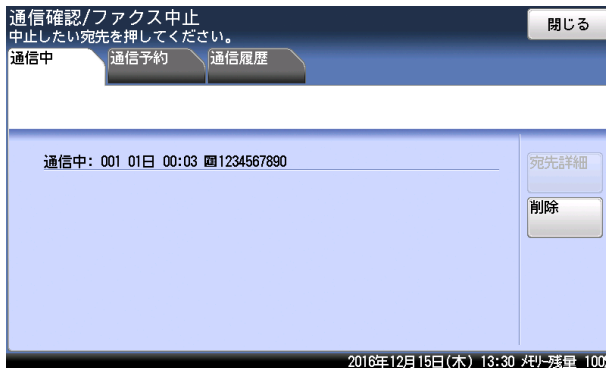 通信確認/ファクス中止
中止したい宛先を押してください。
閉じる
通信中
通信予約
通信履歴
通信中: 001 01日 00:03 1234567890
宛先詳細
削除
2016年12月15日(木) 13:30 メモリー残量 100%